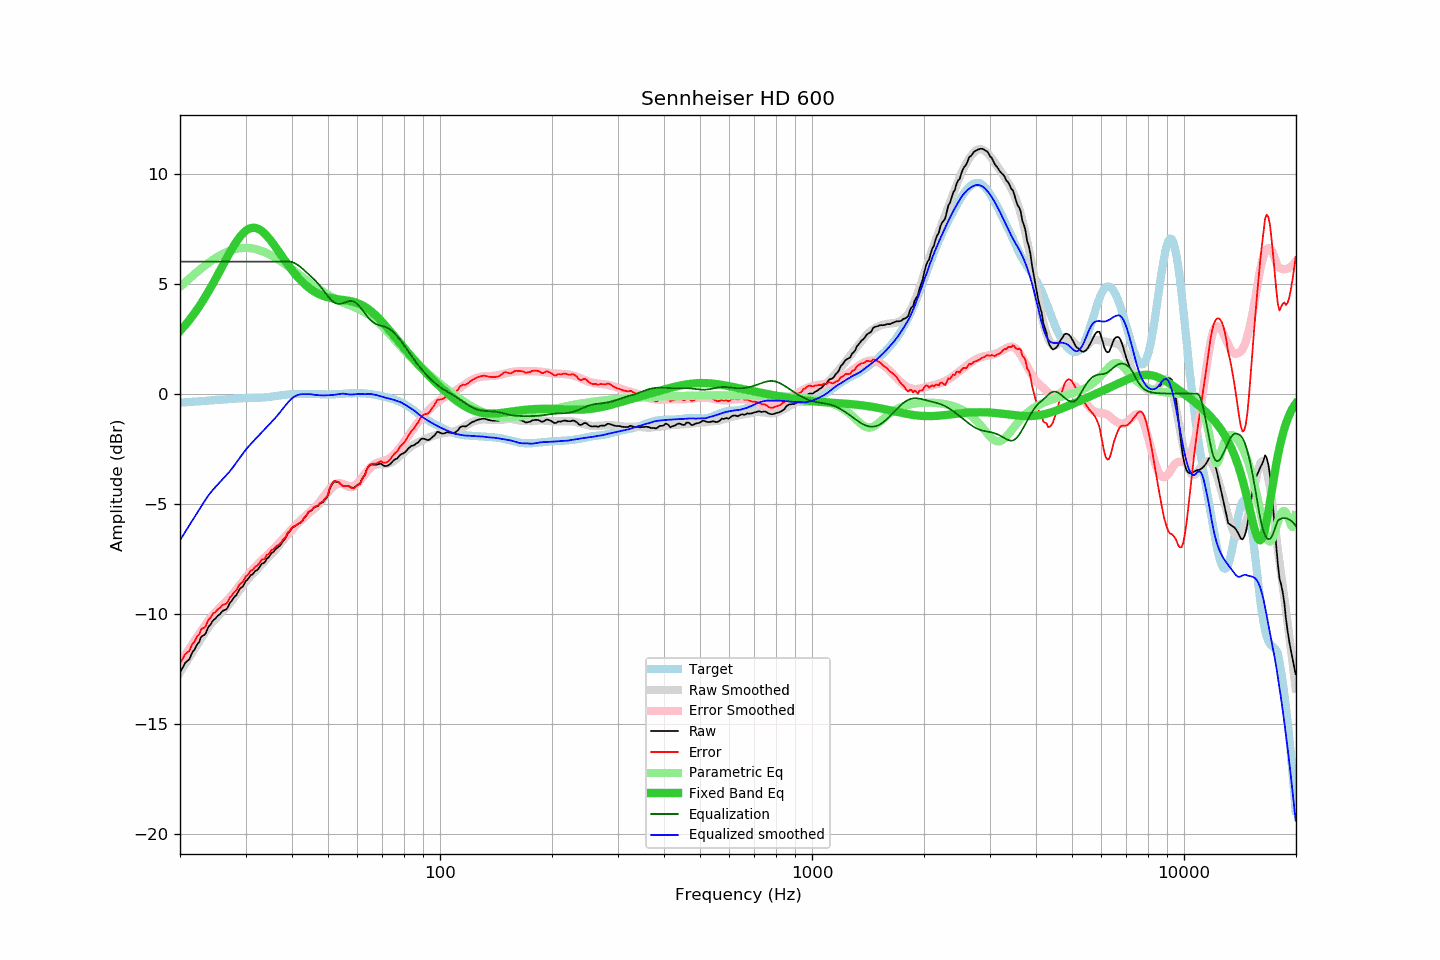 Sennheiser HD 600
10
5
0
−5
−10
−15
−20
Amplitude (dBr)
Target
Raw Smoothed
Error Smoothed
Raw
Error
Parametric Eq
Fixed Band Eq
Equalization
Equalized smoothed
100
1000
10000
Frequency (Hz)